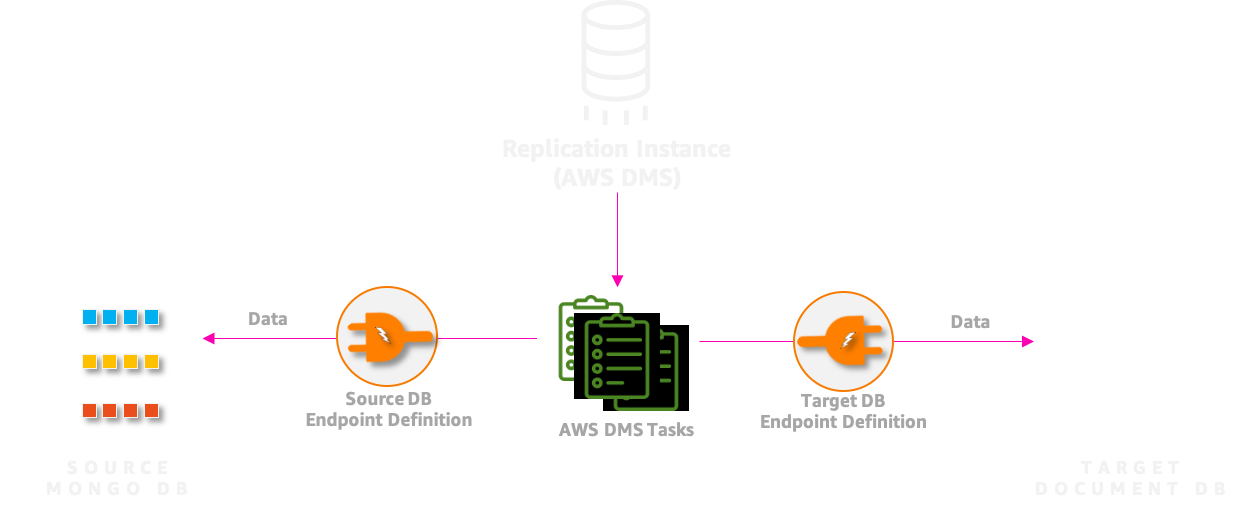 Replication Instance
(AWS DMS)
Data
Data
Source DB
Endpoint Definition
Target DB
Endpoint Definition
AWS DMS Tasks
SOURCE
MONGO DB
TARGET
DOCUMENT DB